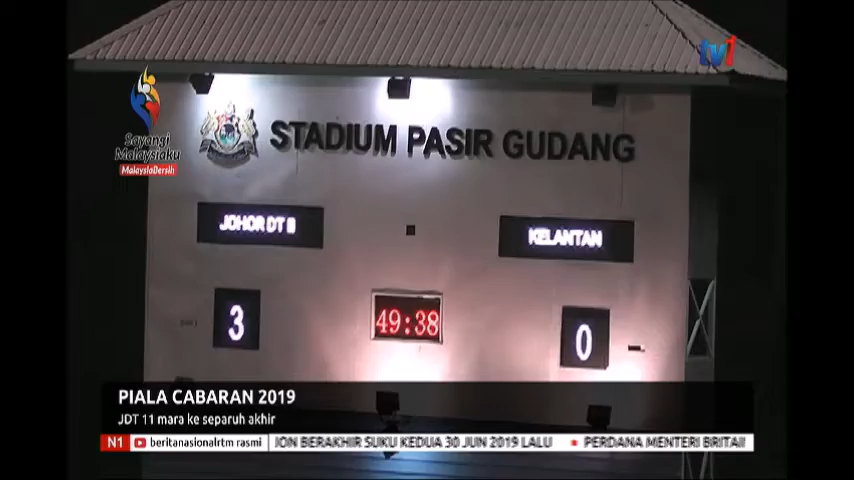 tv1
Sayangi
Malaysiaku
MalaysiaBersih
STADIUM PASIR GUDANG
JOHOR DT II
KELANTAN
3
49:38
0
PIALA CABARAN 2019
JDT 11 mara ke separuh akhir
N1 beritanasionalrtm rasmi ION BERAKHIR SUKU KEDUA 30 JUN 2019 LALU • PERDANA MENTERI BRITAI